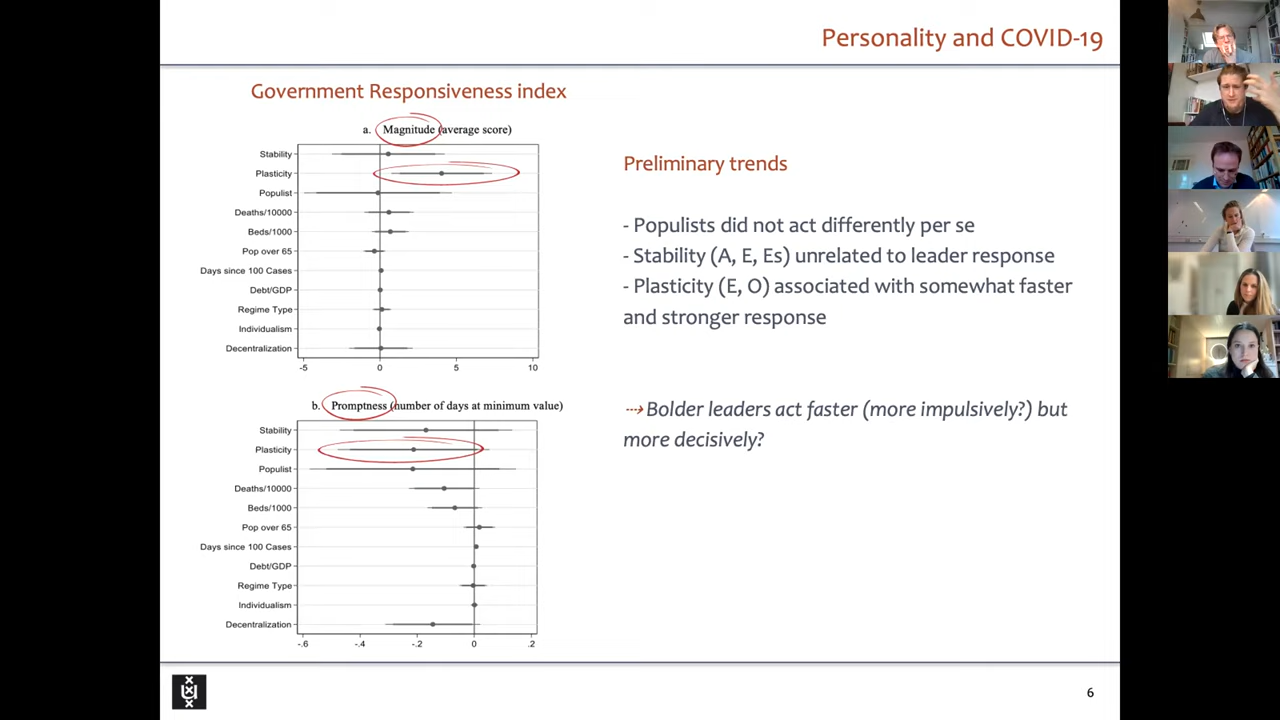 Personality and COVID-19
Government Responsiveness index
a. Magnitude (average score)
Stability
Plasticity
Populist
Deaths/10000
Beds/1000
Pop over 65
Days since 100 Cases
Debt/GDP
Regime Type
Individualism
Decentralization
-5 0 5 10
b. Promptness (number of days at minimum value)
Stability
Plasticity
Populist
Deaths/10000
Beds/1000
Pop over 65
Days since 100 Cases
Debt/GDP
Regime Type
Individualism
Decentralization
-.6 -.4 -.2 0 .2
Preliminary trends
- Populists did not act differently per se
- Stability (A, E, Es) unrelated to leader response
- Plasticity (E, O) associated with somewhat faster
and stronger response
⇢ Bolder leaders act faster (more impulsively?) but
more decisively?
6